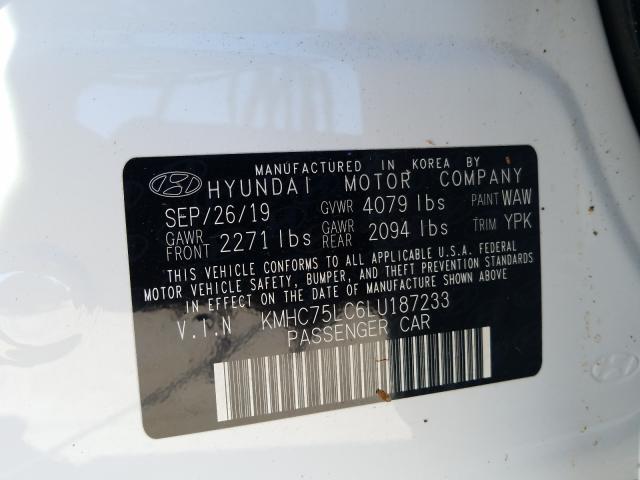 MANUFACTURED IN KOREA BY
HYUNDAI MOTOR COMPANY
SEP/26/19 GVWR 4079 lbs PAINT WAW
GAWR FRONT 2271 lbs GAWR REAR 2094 lbs TRIM YPK
THIS VEHICLE CONFORMS TO ALL APPLICABLE U.S.A. FEDERAL
MOTOR VEHICLE SAFETY, BUMPER, AND THEFT PREVENTION STANDARDS
IN EFFECT ON THE DATE OF MANUFACTURE SHOWN ABOVE.
V.I.N KMHC75LC6LU187233
PASSENGER CAR